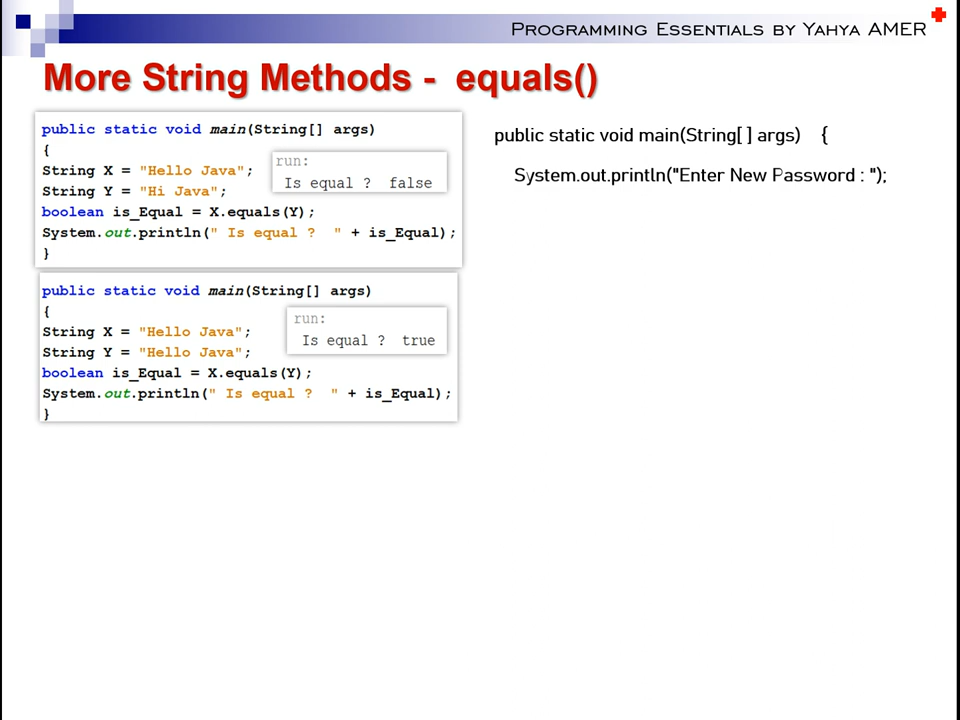 PROGRAMMING ESSENTIALS BY YAHYA AMER
More String Methods - equals()
public static void main(String[] args)
{
String X = "Hello Java";
String Y = "Hi Java";
boolean is_Equal = X.equals(Y);
System.out.println(" Is equal ?  " + is_Equal);
}
run:
Is equal ?  false
public static void main(String[] args)
{
String X = "Hello Java";
String Y = "Hello Java";
boolean is_Equal = X.equals(Y);
System.out.println(" Is equal ?  " + is_Equal);
}
run:
Is equal ?  true
public static void main(String[ ] args)   {
System.out.println("Enter New Password : ");